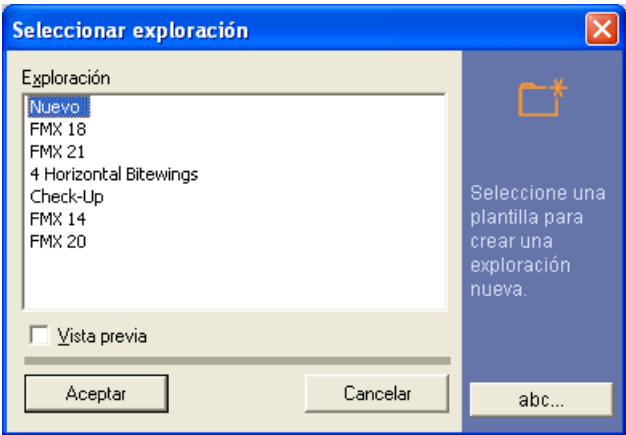 Seleccionar exploración
Exploración
Nuevo
FMX 18
FMX 21
4 Horizontal Bitewings
Check-Up
FMX 14
FMX 20
Vista previa
Aceptar
Cancelar
Seleccione una
plantilla para
crear una
exploración
nueva.
abc...